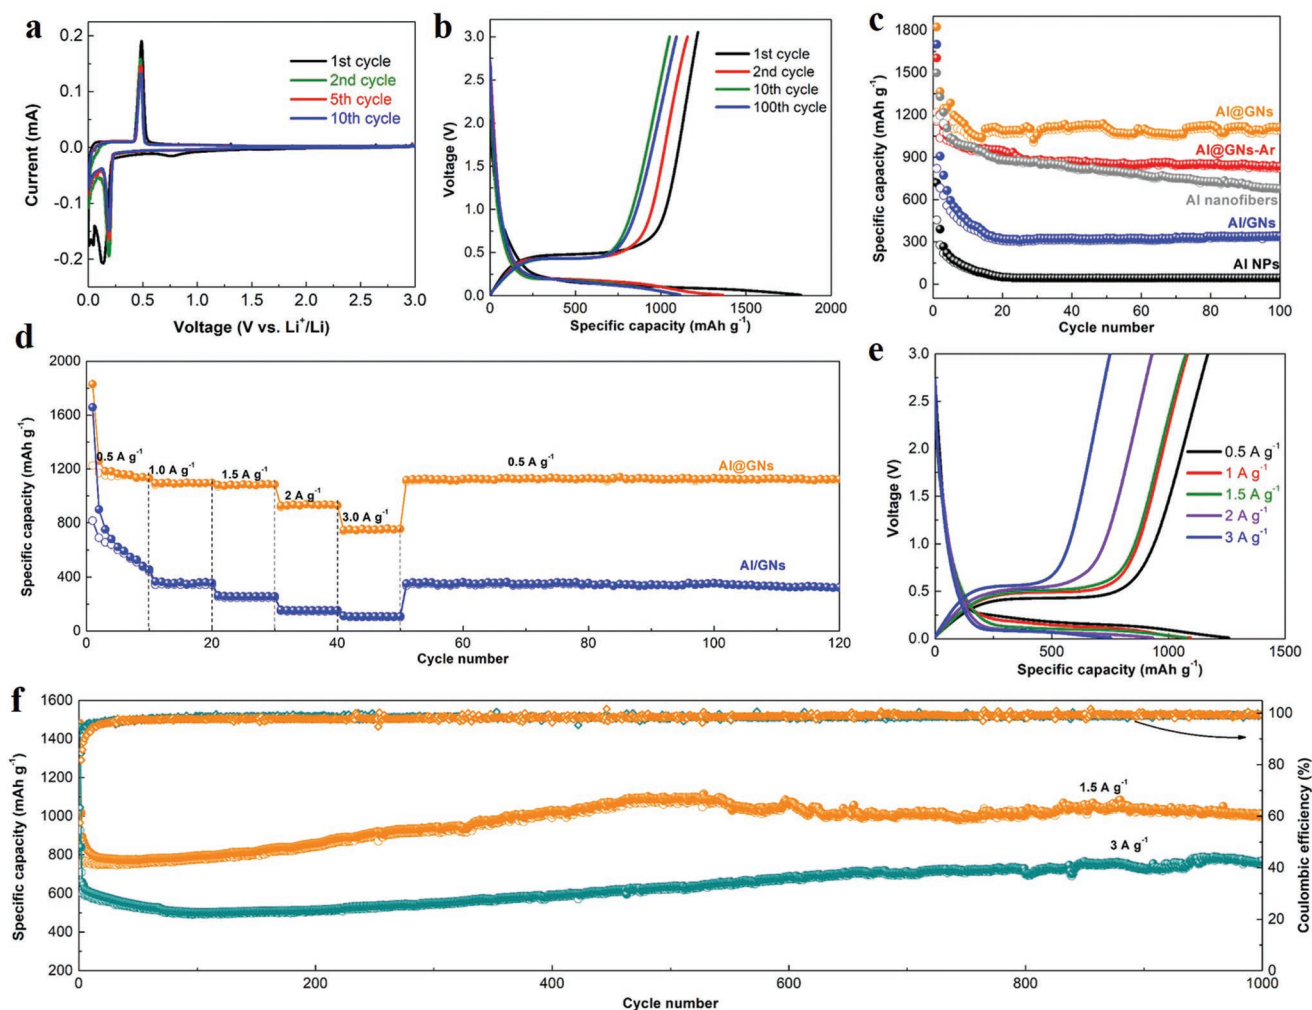 a
0.2
0.1
0.0
-0.1
-0.2
0.0 0.5 1.0 1.5 2.0 2.5 3.0
Current (mA)
Voltage (V vs. Li⁺/Li)
1st cycle
2nd cycle
5th cycle
10th cycle
b
3.0
2.5
2.0
1.5
1.0
0.5
0.0
0 500 1000 1500 2000
Voltage (V)
Specific capacity (mAh g⁻¹)
1st cycle
2nd cycle
10th cycle
100th cycle
c
1800
1500
1200
900
600
300
0
0 20 40 60 80 100
Specific capacity (mAh g⁻¹)
Cycle number
Al@GNs
Al@GNs-Ar
Al nanofibers
Al/GNs
Al NPs
d
2000
1600
1200
800
400
0
0 20 40 60 80 100 120
Specific capacity (mAh g⁻¹)
Cycle number
0.5 A g⁻¹
1.0 A g⁻¹
1.5 A g⁻¹
2 A g⁻¹
3.0 A g⁻¹
0.5 A g⁻¹
Al@GNs
Al/GNs
e
3.0
2.5
2.0
1.5
1.0
0.5
0.0
0 500 1000 1500
Voltage (V)
Specific capacity (mAh g⁻¹)
0.5 A g⁻¹
1 A g⁻¹
1.5 A g⁻¹
2 A g⁻¹
3 A g⁻¹
f
1600
1400
1200
1000
800
600
400
200
0 200 400 600 800 1000
Specific capacity (mAh g⁻¹)
Cycle number
1.5 A g⁻¹
3 A g⁻¹
100
80
60
40
20
0
Coulombic efficiency (%)